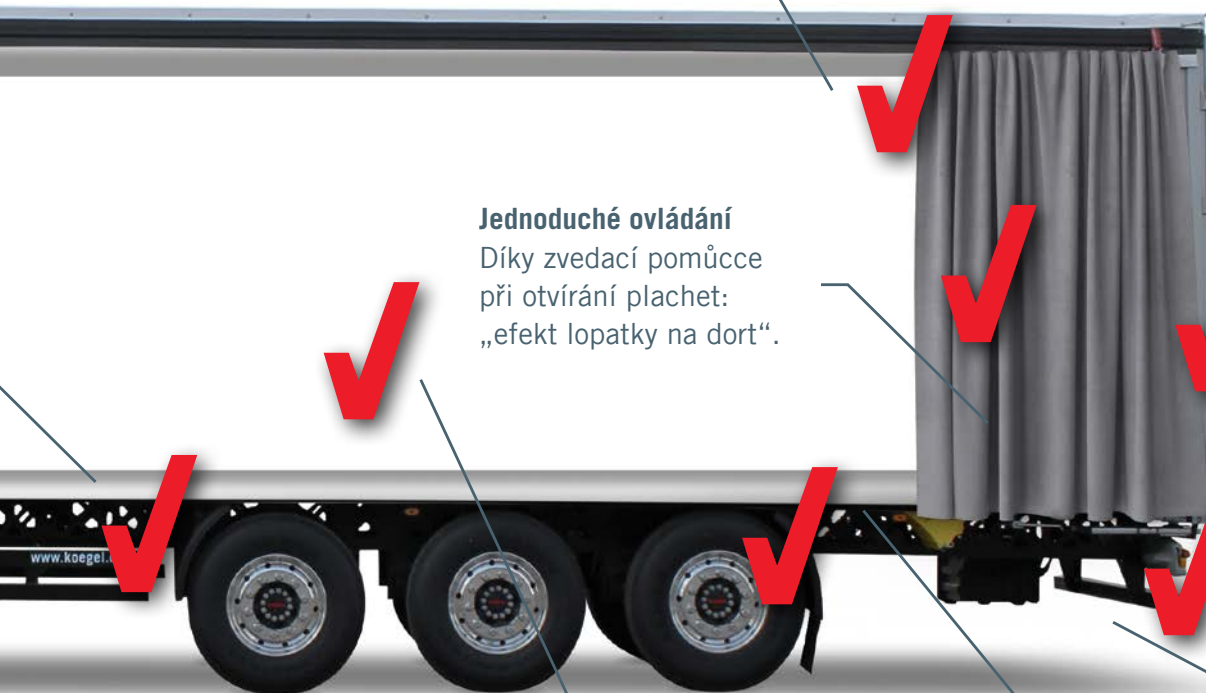 Jednoduché ovládání
Díky zvedací pomůcce
při otvírání plachet:
„efekt lopatky na dort“.
www.koegel.